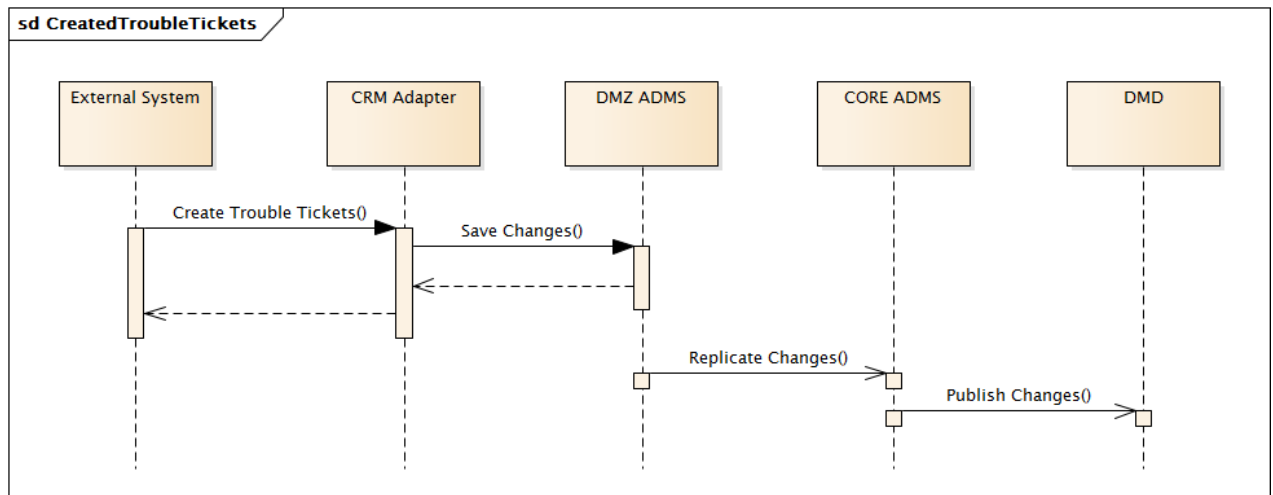 sd CreatedTroubleTickets
External System
CRM Adapter
DMZ ADMS
CORE ADMS
DMD
Create Trouble Tickets()
Save Changes()
Replicate Changes()
Publish Changes()